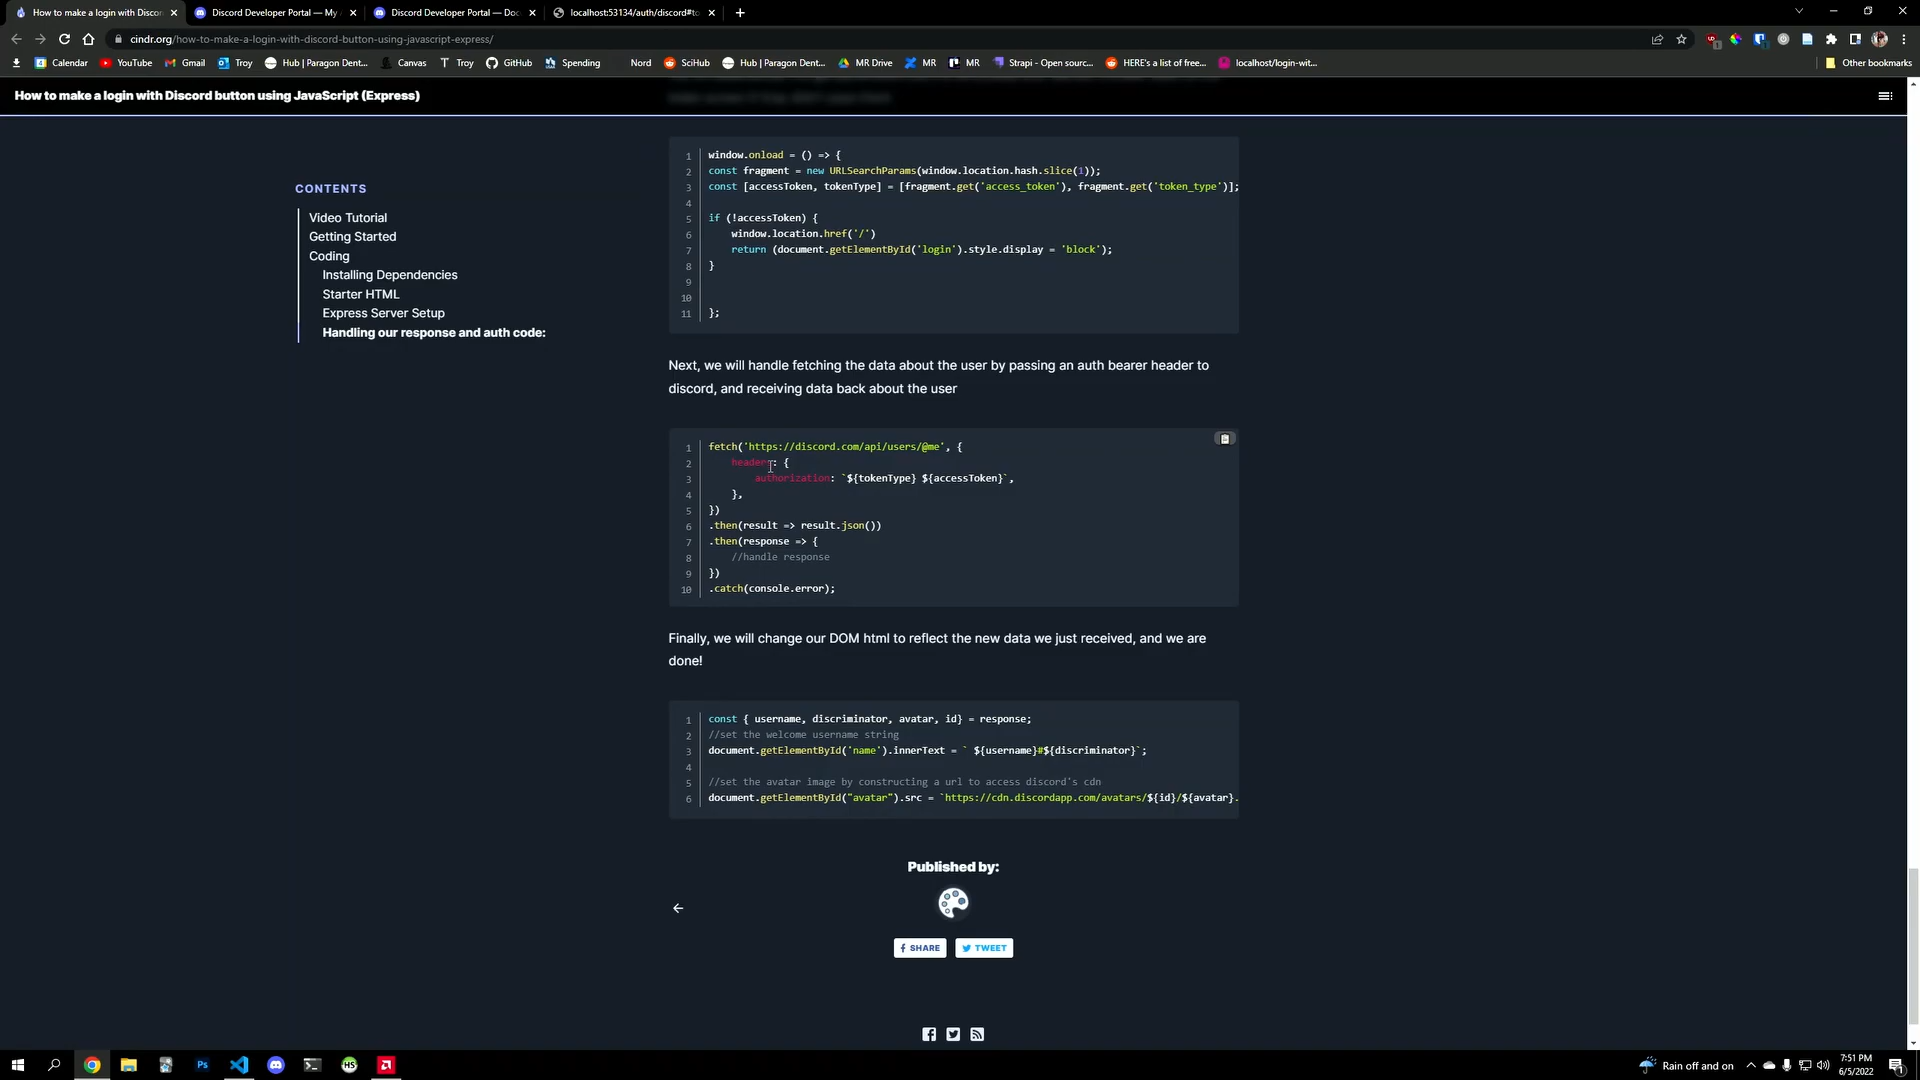 How to make a login with Discor
Discord Developer Portal — My
Discord Developer Portal — Do
localhost:53134/auth/discord#to
cindr.org/how-to-make-a-login-with-discord-button-using-javascript-express/
Calendar
YouTube
Gmail
Troy
Hub | Paragon Dent...
Canvas
Troy
GitHub
Spending
Nord
SciHub
Hub | Paragon Dent...
MR Drive
MR
MR
Strapi - Open sourc...
HERE's a list of free...
localhost/login-wit...
Other bookmarks
How to make a login with Discord button using JavaScript (Express)
CONTENTS
Video Tutorial
Getting Started
Coding
Installing Dependencies
Starter HTML
Express Server Setup
Handling our response and auth code:
1 window.onload = () => {
2 const fragment = new URLSearchParams(window.location.hash.slice(1));
3 const [accessToken, tokenType] = [fragment.get('access_token'), fragment.get('token_type')];
4
5 if (!accessToken) {
6 window.location.href('/')
7 return (document.getElementById('login').style.display = 'block');
8 }
9
10
11 };
Next, we will handle fetching the data about the user by passing an auth bearer header to
discord, and receiving data back about the user
1 fetch('https://discord.com/api/users/@me', {
2 headers: {
3 authorization: `${tokenType} ${accessToken}`,
4 },
5 })
6 .then(result => result.json())
7 .then(response => {
8 //handle response
9 })
10 .catch(console.error);
Finally, we will change our DOM html to reflect the new data we just received, and we are
done!
1 const { username, discriminator, avatar, id} = response;
2 //set the welcome username string
3 document.getElementById('name').innerText = ` ${username}#${discriminator}`;
4
5 //set the avatar image by constructing a url to access discord's cdn
6 document.getElementById("avatar").src = `https://cdn.discordapp.com/avatars/${id}/${avatar}.
Published by:
SHARE
TWEET
Ps
HS
Rain off and on
7:51 PM
6/5/2022